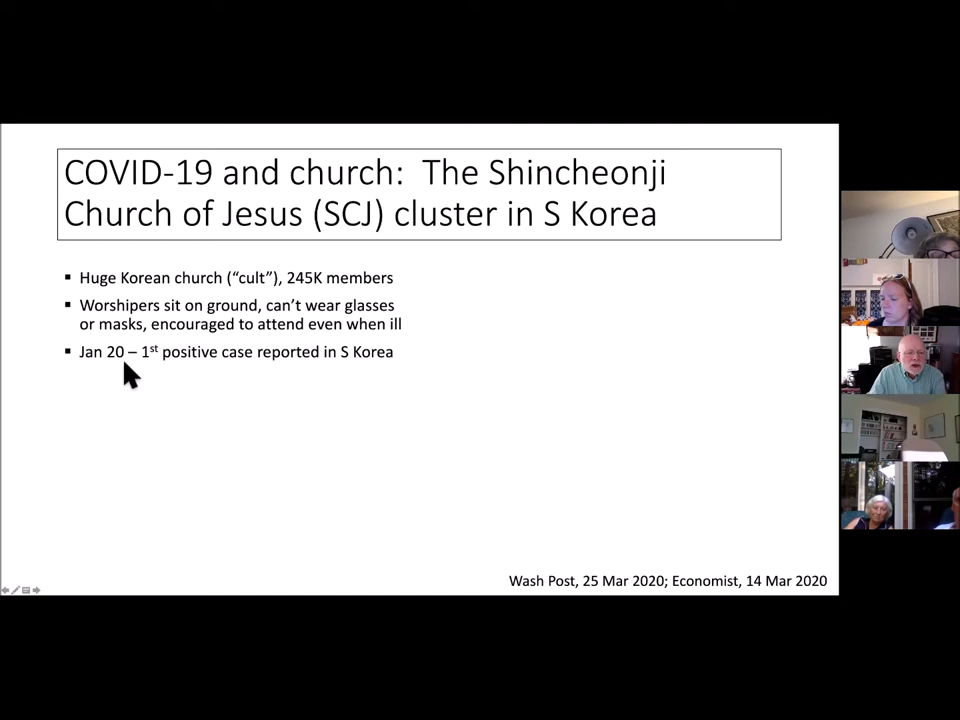 COVID-19 and church:  The Shincheonji
Church of Jesus (SCJ) cluster in S Korea
▪ Huge Korean church (“cult”), 245K members
▪ Worshipers sit on ground, can’t wear glasses
or masks, encouraged to attend even when ill
▪ Jan 20 – 1st positive case reported in S Korea
Wash Post, 25 Mar 2020; Economist, 14 Mar 2020